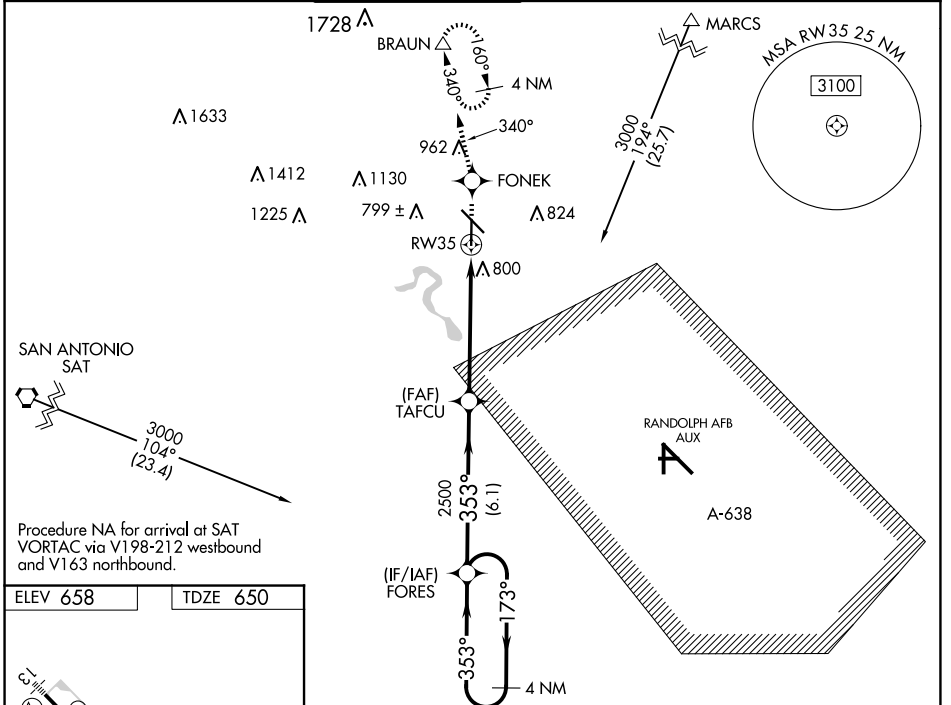 1728
BRAUN
160°
340°
4 NM
MARCS
MSA RW35 25 NM
3100
1633
340°
962
3000
194°
(25.7)
1412
1130
FONEK
1225
799 ±
824
RW35
800
SAN ANTONIO
SAT
3000
104°
(23.4)
(FAF)
TAFCU
RANDOLPH AFB
AUX
A-638
2500
353°
(6.1)
Procedure NA for arrival at SAT
VORTAC via V198-212 westbound
and V163 northbound.
(IF/IAF)
FORES
173°
353°
4 NM
ELEV 658
TDZE 650
13